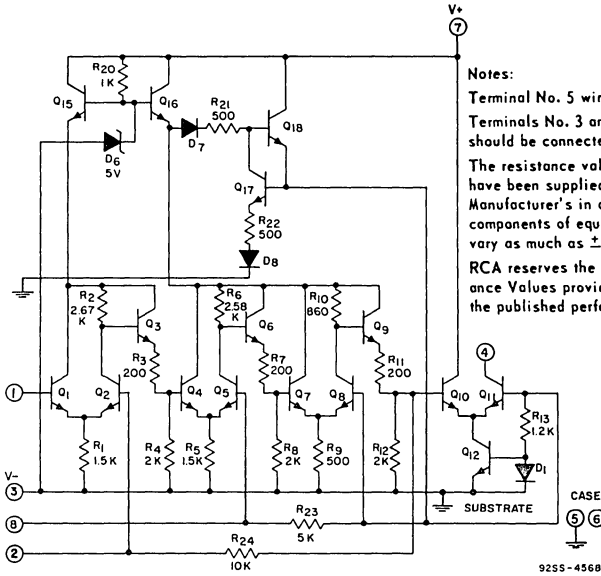 V+
7
R20
1K
Q15
Q16
R21
500
Q18
D7
D6
5V
Q17
R22
500
D8
Notes:
Terminal No. 5 wir
Terminals No. 3 an
should be connecte
The resistance val
have been supplied
Manufacturer's in d
components of equ
vary as much as ±
RCA reserves the
ance Values provid
the published perfo
R2
2.67
K
Q3
R6
2.58
K
Q6
R10
860
Q9
R3
200
R7
200
R11
200
4
1
Q1
Q2
Q4
Q5
Q7
Q8
Q10
Q11
R13
1.2K
R1
1.5K
R4
2K
R5
1.5K
R8
2K
R9
500
R12
2K
Q12
D1
V-
3
SUBSTRATE
CASE
8
R23
5K
5 6
2
R24
10K
92SS-4568